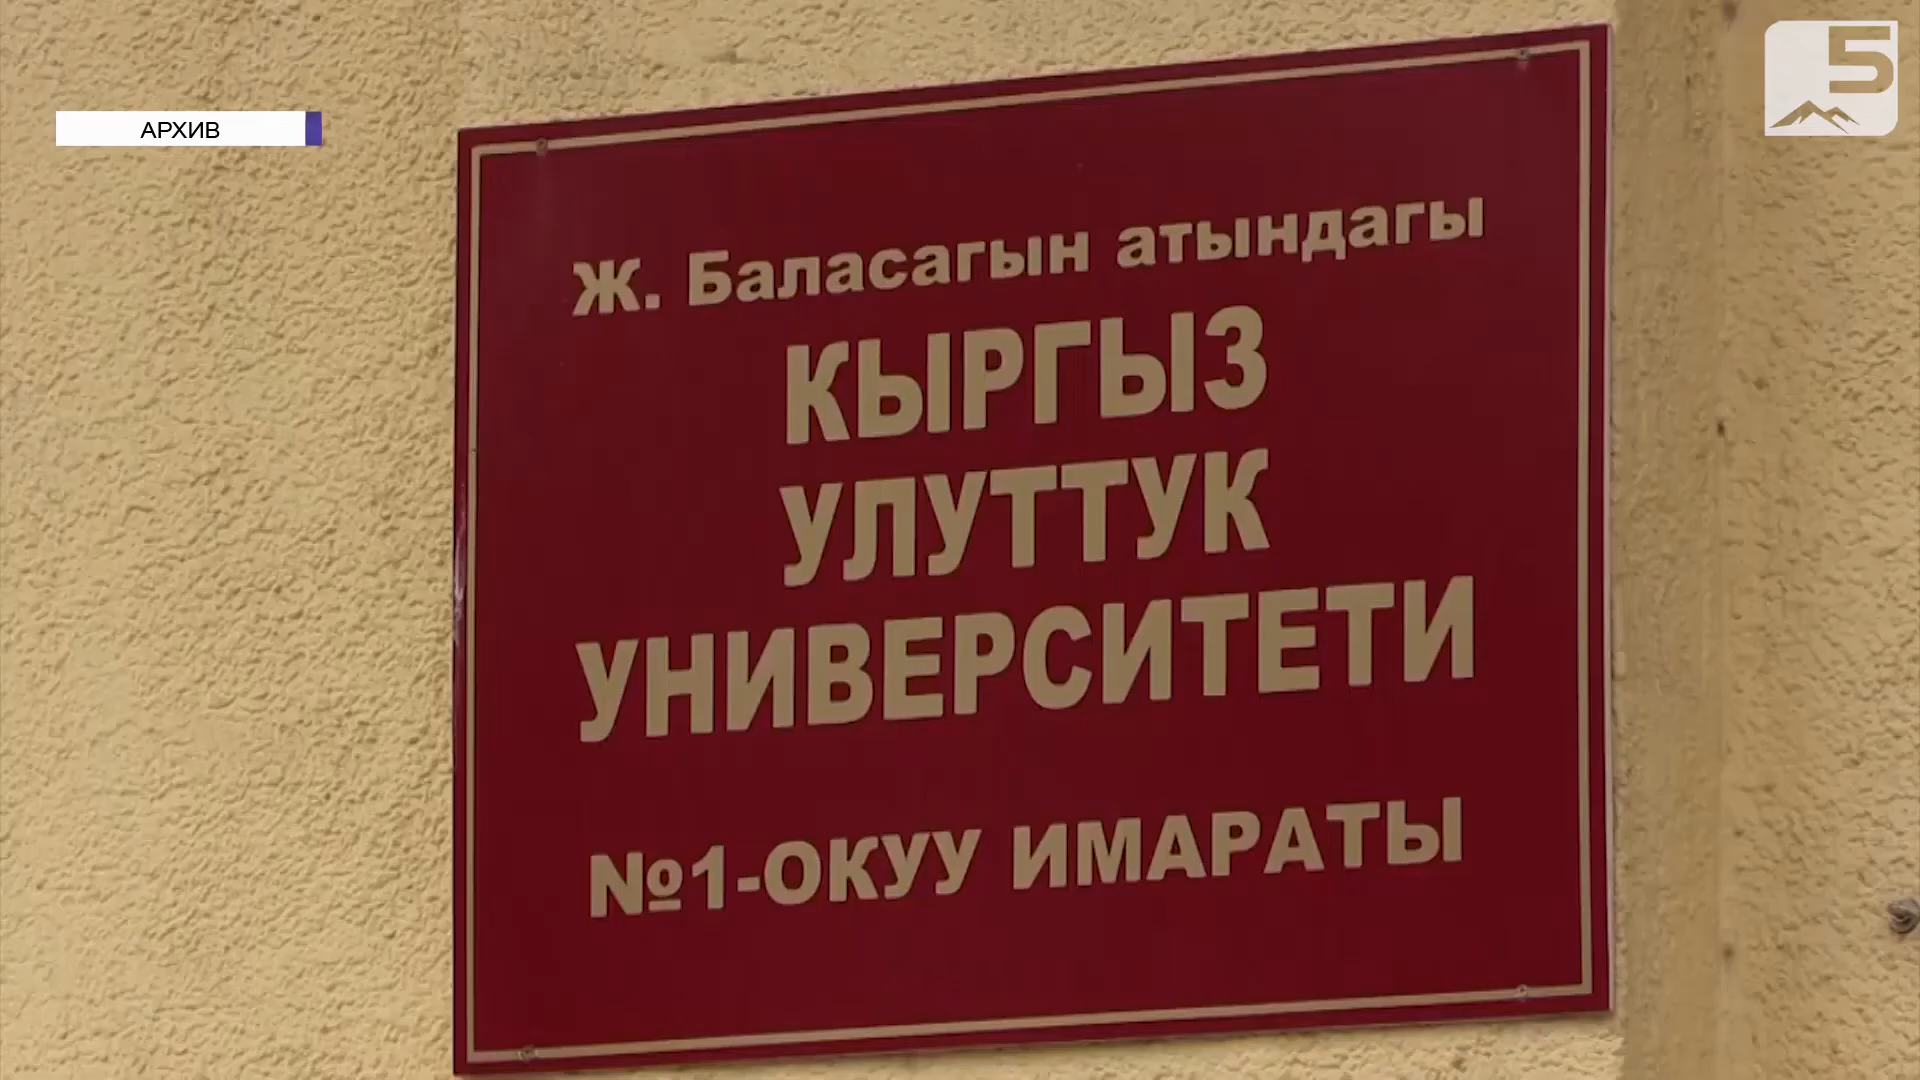 5
АРХИВ
Ж. Баласагын атындагы
КЫРГЫЗ
УЛУТТУК
УНИВЕРСИТЕТИ
№1-ОКУУ ИМАРАТЫ